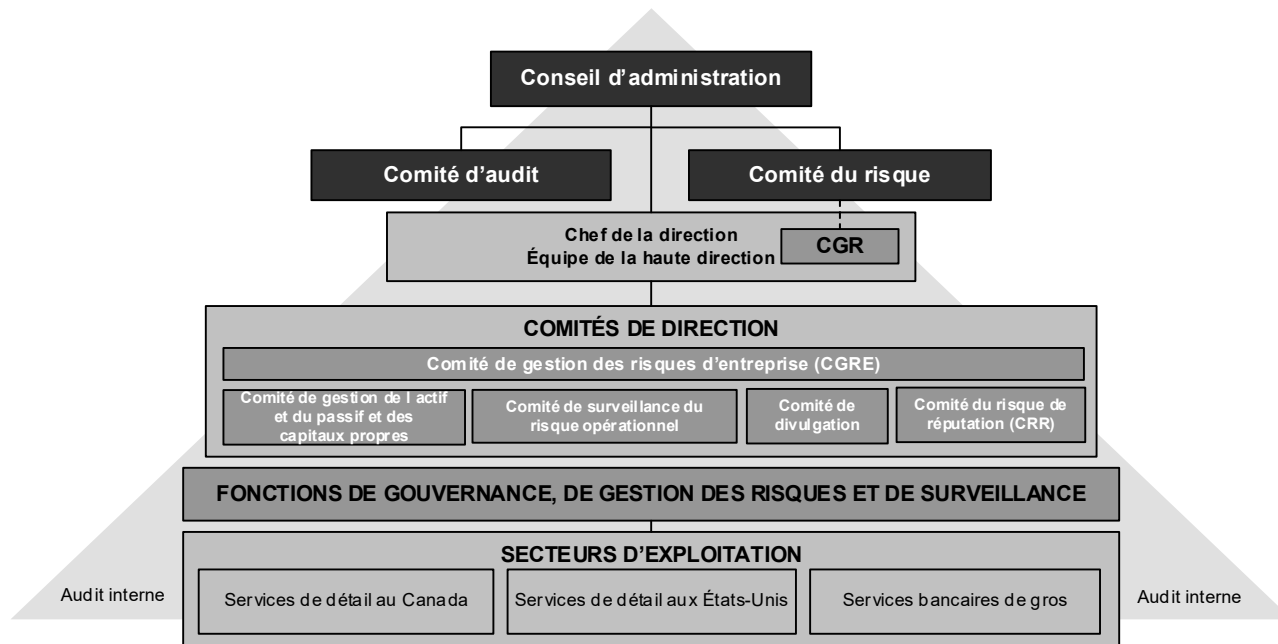 Conseil d'administration
Comité d'audit
Comité du risque
Chef de la direction
Équipe de la haute direction
CGR
COMITÉS DE DIRECTION
Comité de gestion des risques d'entreprise (CGRE)
Comité de gestion de l actif
et du passif et des
capitaux propres
Comité de surveillance du
risque opérationnel
Comité de
divulgation
Comité du risque de
réputation (CRR)
FONCTIONS DE GOUVERNANCE, DE GESTION DES RISQUES ET DE SURVEILLANCE
SECTEURS D'EXPLOITATION
Audit interne
Services de détail au Canada
Services de détail aux États-Unis
Services bancaires de gros
Audit interne